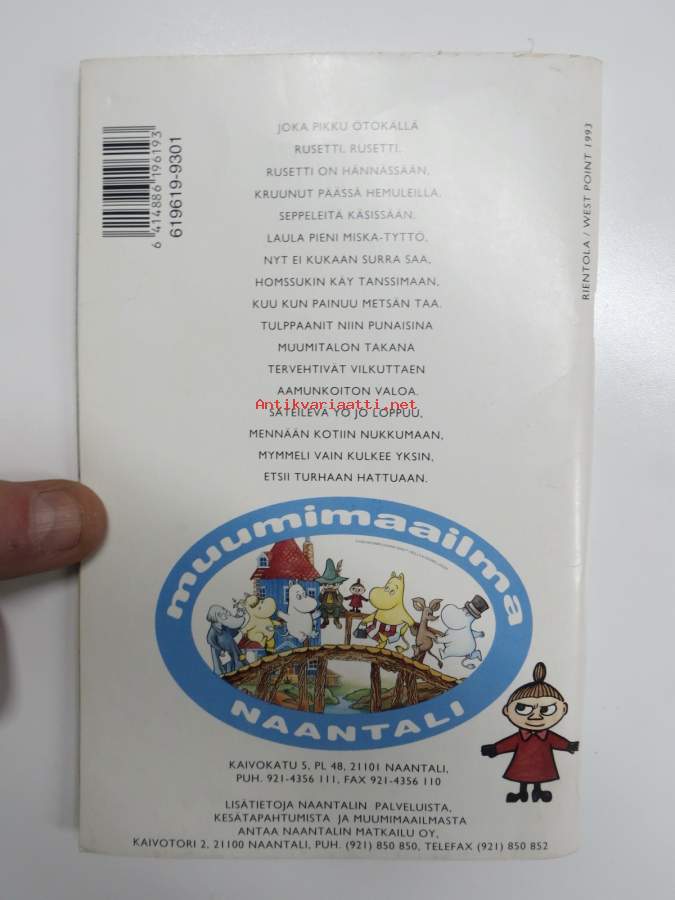 JOKA PIKKU ÖTÖKÄLLÄ
RUSETTI, RUSETTI.
RUSETTI ON HÄNNÄSSÄÄN,
KRUUNUT PÄÄSSÄ HEMULEILLA.
SEPPELEITÄ KÄSISSÄÄN.
LAULA PIENI MISKA-TYTTÖ,
NYT EI KUKAAN SURRA SAA,
HOMSSUKIN KÄY TANSSIMAAN,
KUU KUN PAINUU METSÄN TAA.
TULPPAANIT NIIN PUNAISINA
MUUMITALON TAKANA
TERVEHTIVÄT VILKUTTAEN
AAMUNKOITON VALOA.
Antikvariaatti.net
SÄTEILEVÄ YÖ JO LOPPUU,
MENNÄÄN KOTIIN NUKKUMAAN,
MYMMELI VAIN KULKEE YKSIN,
ETSII TURHAAN HATTUAAN.
6 414886 196193
619619-9301
RIENTOLA / WEST POINT 1993
muumimaailma
NAANTALI
KAIVOKATU 5, PL 48, 21101 NAANTALI,
PUH. 921-4356 111, FAX 921-4356 110
LISÄTIETOJA NAANTALIN PALVELUISTA,
KESÄTAPAHTUMISTA JA MUUMIMAAILMASTA
ANTAA NAANTALIN MATKAILU OY,
KAIVOTORI 2, 21100 NAANTALI, PUH. (921) 850 850, TELEFAX (921) 850 852